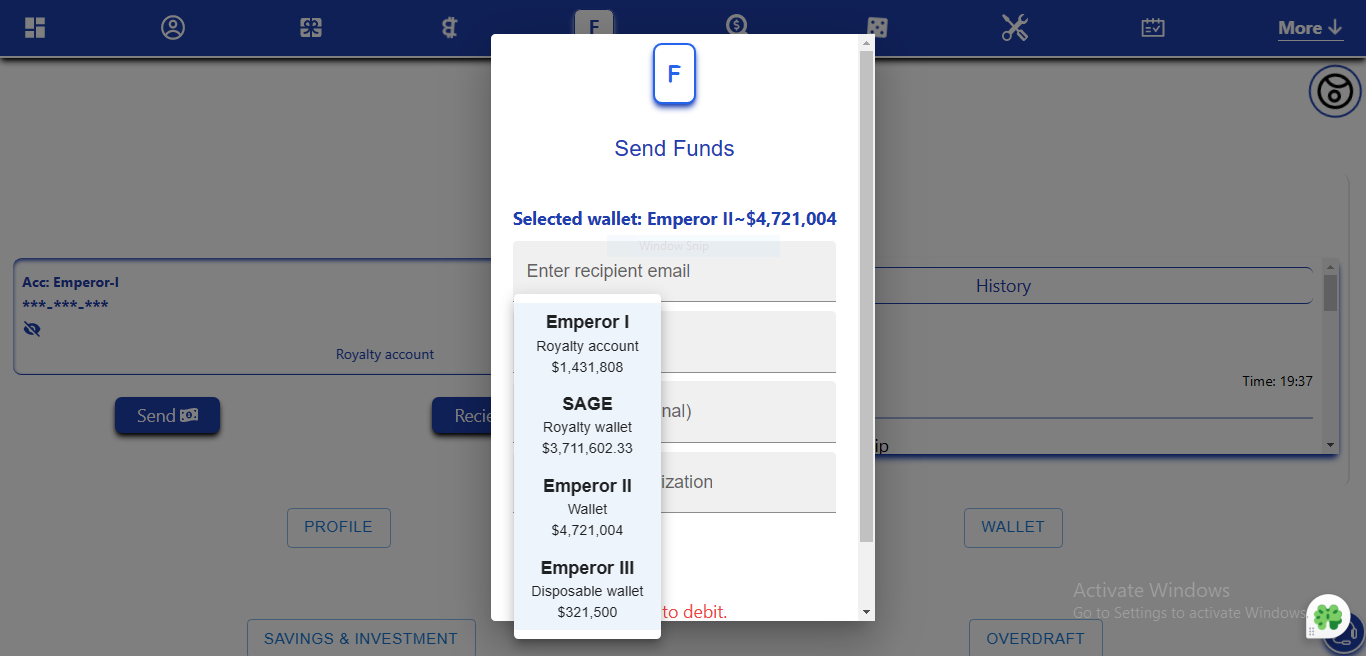 F
More
F
Send Funds
Selected wallet: Emperor II~$4,721,004
Window Snip
Enter recipient email
Emperor I
Royalty account
$1,431,808
SAGE
Royalty wallet
$3,711,602.33
Emperor II
Wallet
$4,721,004
Emperor III
Disposable wallet
$321,500
nal)
ization
to debit.
Acc: Emperor-I
***-***-***
Royalty account
Send
Recie
History
Time: 19:37
ip
PROFILE
WALLET
SAVINGS & INVESTMENT
OVERDRAFT
Activate Windows
Go to Settings to activate Windows